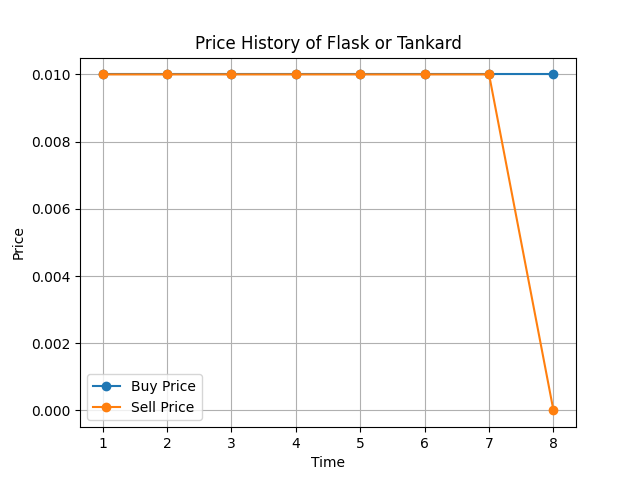 Price History of Flask or Tankard
Price
0.010
0.008
0.006
0.004
0.002
0.000
Buy Price
Sell Price
1 2 3 4 5 6 7 8
Time